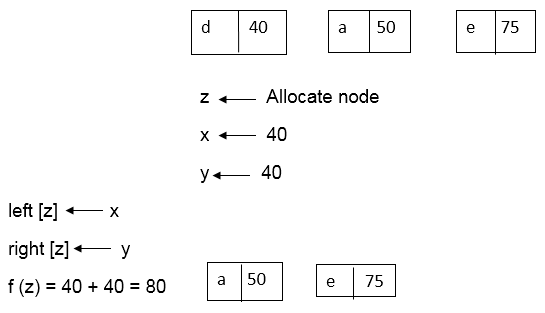 d 40 a 50 e 75
z ← Allocate node
x ← 40
y ← 40
left [z] ← x
right [z] ← y
f (z) = 40 + 40 = 80 a 50 e 75